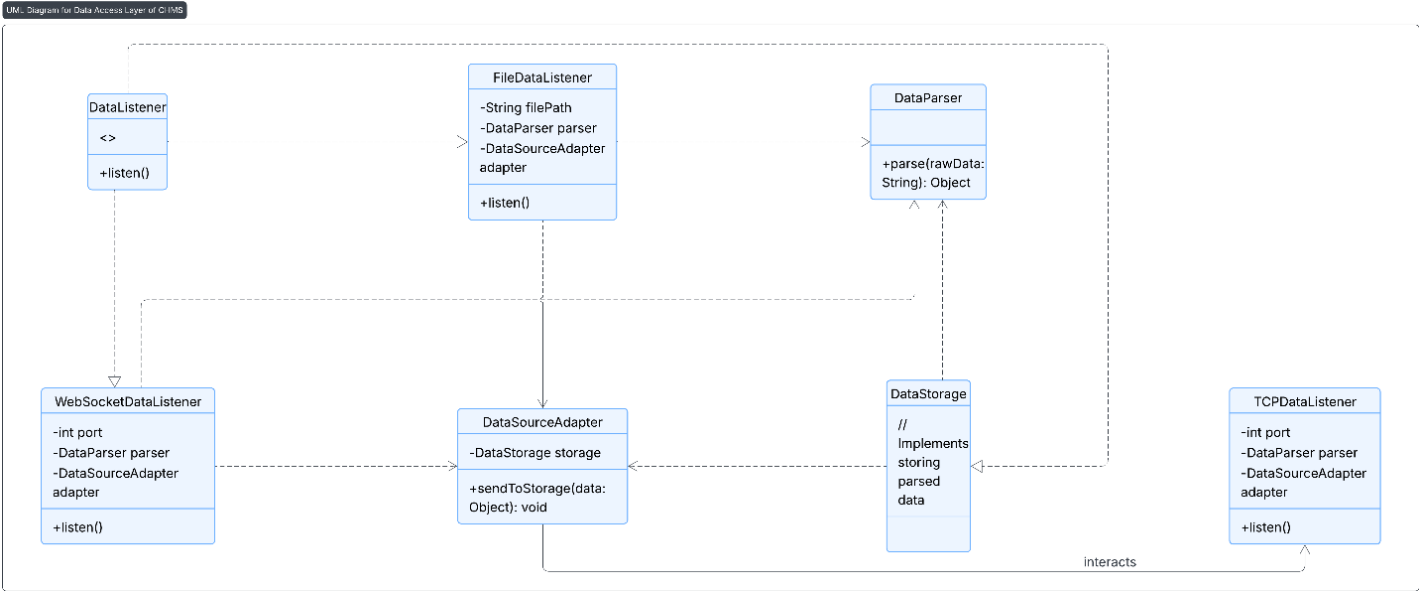 UML Diagram for Data Access Layer of CHMS
DataListener
<>
+listen()
FileDataListener
-String filePath
-DataParser parser
-DataSourceAdapter
adapter
+listen()
DataParser
+parse(rawData:
String): Object
WebSocketDataListener
-int port
-DataParser parser
-DataSourceAdapter
adapter
+listen()
DataSourceAdapter
-DataStorage storage
+sendToStorage(data:
Object): void
DataStorage
//
Implements
storing
parsed
data
TCPDataListener
-int port
-DataParser parser
-DataSourceAdapter
adapter
+listen()
interacts